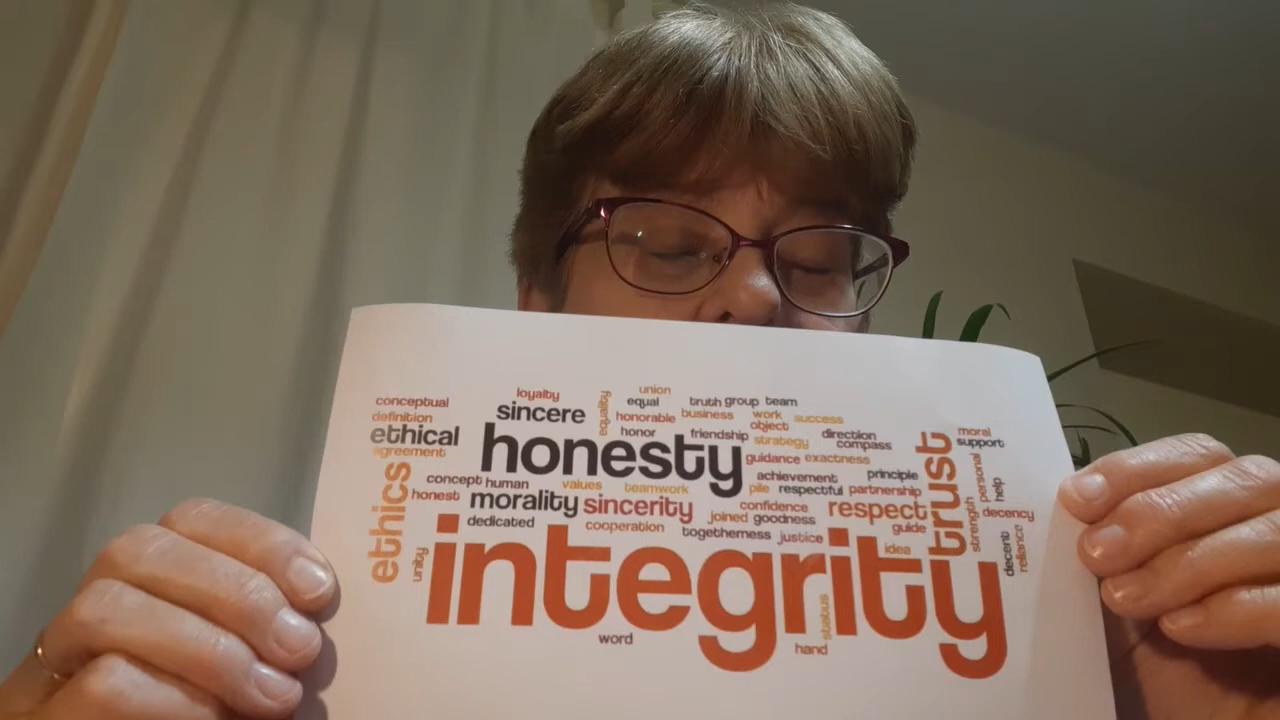 loyalty
union
conceptual
equality
equal
truth group team
definition
sincere
honorable
business
work
success
object
ethical
honor
friendship
strategy
direction
compass
moral
support
agreement
honesty
guidance
exactness
trust
personal
help
ethics
concept human
values
teamwork
achievement
principle
pile
respectful
partnership
honest
morality
sincerity
confidence
respect
strength
decency
dedicated
cooperation
joined
goodness
guide
togetherness
justice
idea
decent
reliance
unity
integrity
status
word
hand